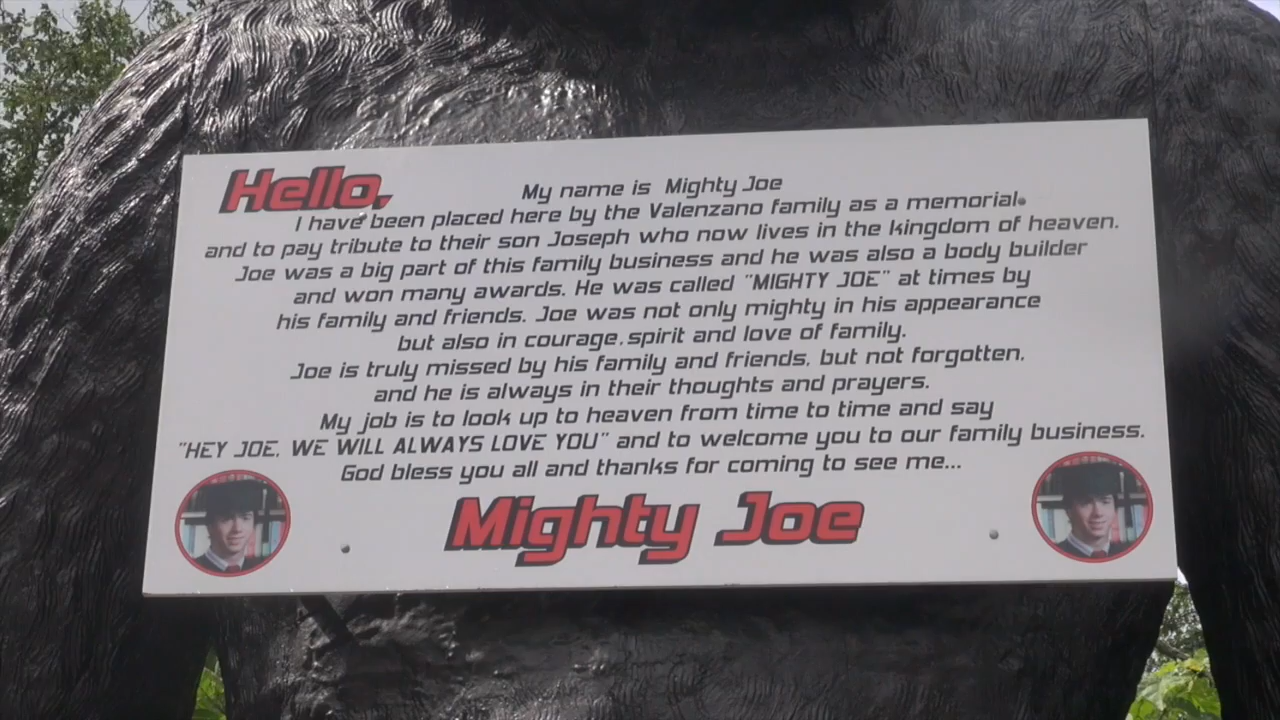 Hello,
My name is Mighty Joe
I have been placed here by the Valenzano family as a memorial.
and to pay tribute to their son Joseph who now lives in the kingdom of heaven.
Joe was a big part of this family business and he was also a body builder
and won many awards. He was called "MIGHTY JOE" at times by
his family and friends. Joe was not only mighty in his appearance
but also in courage, spirit and love of family.
Joe is truly missed by his family and friends, but not forgotten,
and he is always in their thoughts and prayers.
My job is to look up to heaven from time to time and say
"HEY JOE, WE WILL ALWAYS LOVE YOU" and to welcome you to our family business.
God bless you all and thanks for coming to see me...
Mighty Joe